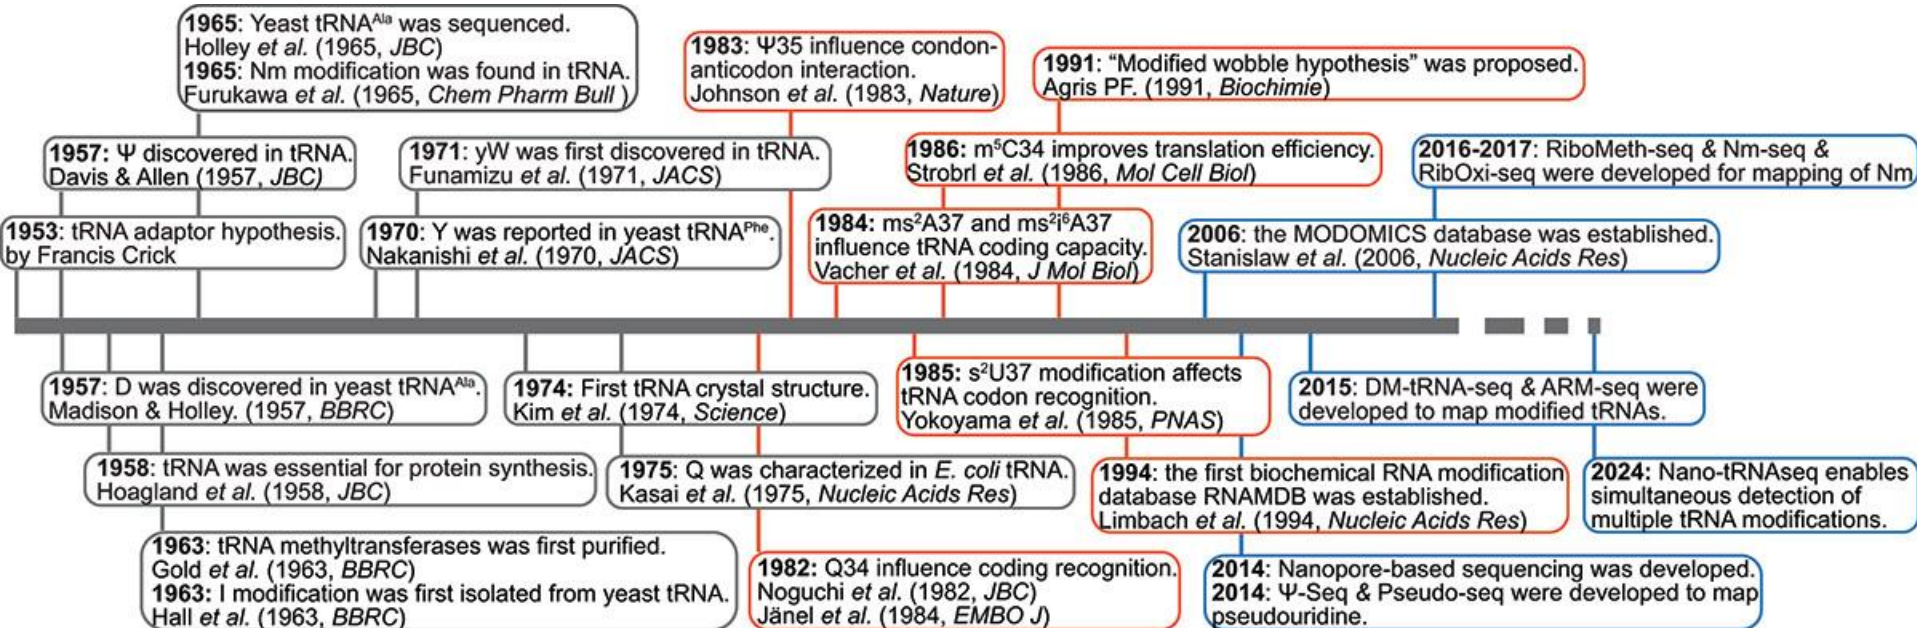 1965: Yeast tRNAᴬˡᵃ was sequenced.
Holley et al. (1965, JBC)
1965: Nm modification was found in tRNA.
Furukawa et al. (1965, Chem Pharm Bull )
1983: Ψ35 influence condon-
anticodon interaction.
Johnson et al. (1983, Nature)
1991: “Modified wobble hypothesis” was proposed.
Agris PF. (1991, Biochimie)
1957: Ψ discovered in tRNA.
Davis & Allen (1957, JBC)
1971: yW was first discovered in tRNA.
Funamizu et al. (1971, JACS)
1986: m⁵C34 improves translation efficiency.
Strobrl et al. (1986, Mol Cell Biol)
2016-2017: RiboMeth-seq & Nm-seq &
RibOxi-seq were developed for mapping of Nm
1953: tRNA adaptor hypothesis.
by Francis Crick
1970: Y was reported in yeast tRNAᴾʰᵉ.
Nakanishi et al. (1970, JACS)
1984: ms²A37 and ms²i⁶A37
influence tRNA coding capacity.
Vacher et al. (1984, J Mol Biol)
2006: the MODOMICS database was established.
Stanislaw et al. (2006, Nucleic Acids Res)
1957: D was discovered in yeast tRNAᴬˡᵃ.
Madison & Holley. (1957, BBRC)
1974: First tRNA crystal structure.
Kim et al. (1974, Science)
1985: s²U37 modification affects
tRNA codon recognition.
Yokoyama et al. (1985, PNAS)
2015: DM-tRNA-seq & ARM-seq were
developed to map modified tRNAs.
1958: tRNA was essential for protein synthesis.
Hoagland et al. (1958, JBC)
1975: Q was characterized in E. coli tRNA.
Kasai et al. (1975, Nucleic Acids Res)
1994: the first biochemical RNA modification
database RNAMDB was established.
Limbach et al. (1994, Nucleic Acids Res)
2024: Nano-tRNAseq enables
simultaneous detection of
multiple tRNA modifications.
1963: tRNA methyltransferases was first purified.
Gold et al. (1963, BBRC)
1963: I modification was first isolated from yeast tRNA.
Hall et al. (1963, BBRC)
1982: Q34 influence coding recognition.
Noguchi et al. (1982, JBC)
Jänel et al. (1984, EMBO J)
2014: Nanopore-based sequencing was developed.
2014: Ψ-Seq & Pseudo-seq were developed to map
pseudouridine.